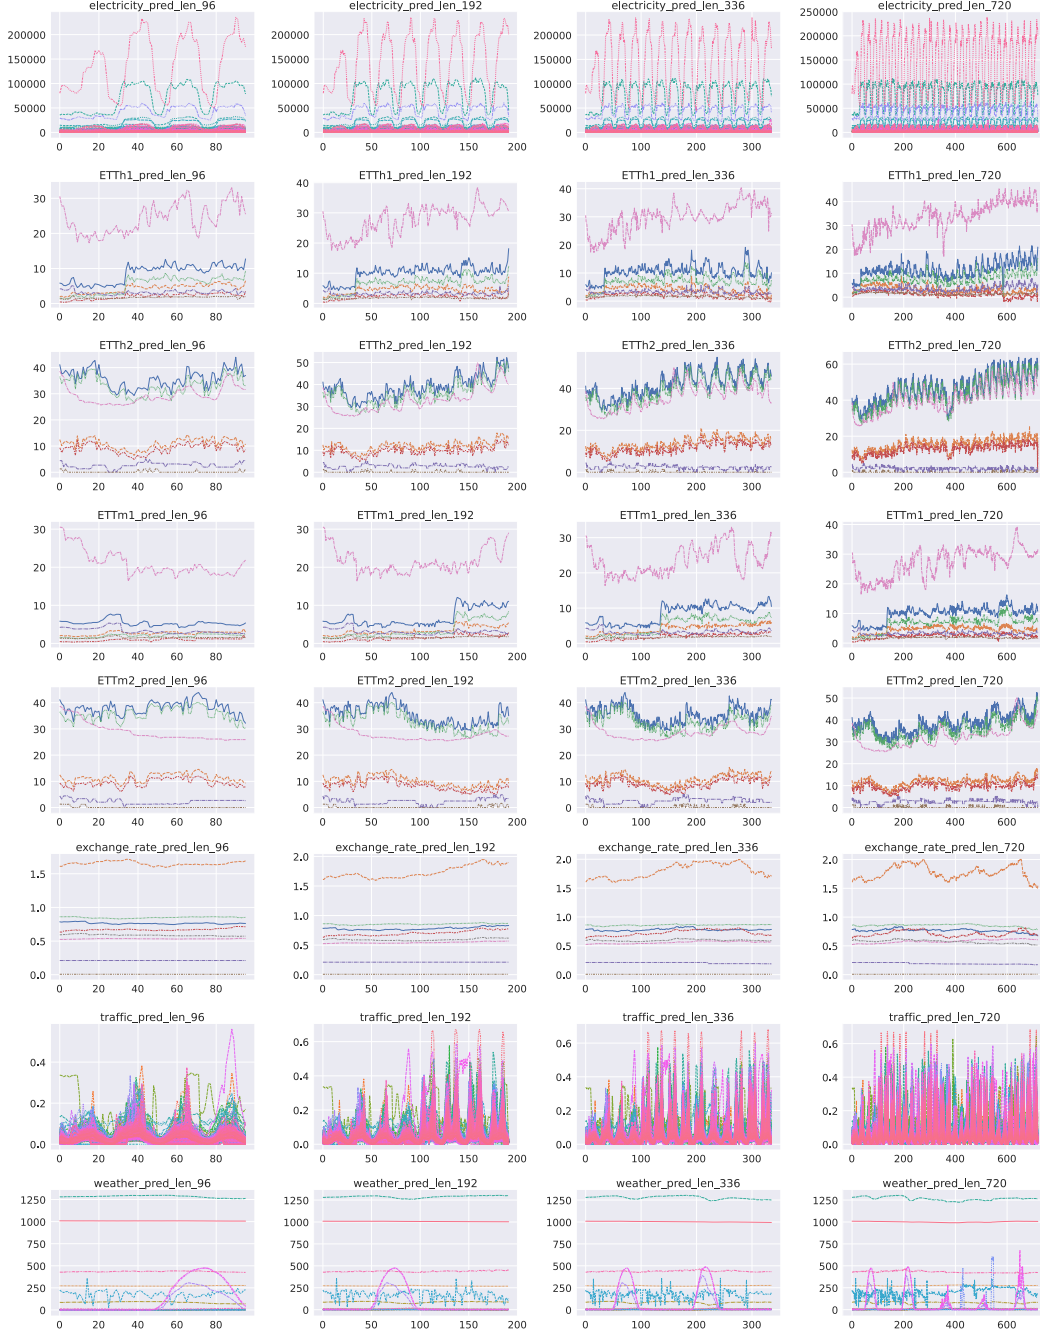 electricity_pred_len_96 electricity_pred_len_192 electricity_pred_len_336 electricity_pred_len_720
200000 200000 200000 250000
150000 150000 150000 200000
100000 100000 100000 150000
50000 50000 50000 100000
0 0 0 50000
0
0 20 40 60 80 0 50 100 150 200 0 100 200 300 0 200 400 600
ETTh1_pred_len_96 ETTh1_pred_len_192 ETTh1_pred_len_336 ETTh1_pred_len_720
30 40 40 40
20 30 30 30
10 20 20 20
0 10 10 10
0 0 0
0 20 40 60 80 0 50 100 150 200 0 100 200 300 0 200 400 600
ETTh2_pred_len_96 ETTh2_pred_len_192 ETTh2_pred_len_336 ETTh2_pred_len_720
40 50 40 60
30 40 20 40
20 30 0 20
10 20 0
0 10
0
0 20 40 60 80 0 50 100 150 200 0 100 200 300 0 200 400 600
ETTm1_pred_len_96 ETTm1_pred_len_192 ETTm1_pred_len_336 ETTm1_pred_len_720
30 30 30 40
20 20 20 30
10 10 10 20
0 0 0 10
0
0 20 40 60 80 0 50 100 150 200 0 100 200 300 0 200 400 600
ETTm2_pred_len_96 ETTm2_pred_len_192 ETTm2_pred_len_336 ETTm2_pred_len_720
40 40 40 50
30 30 30 40
20 20 20 30
10 10 10 20
0 0 0 10
0
0 20 40 60 80 0 50 100 150 200 0 100 200 300 0 200 400 600
exchange_rate_pred_len_96 exchange_rate_pred_len_192 exchange_rate_pred_len_336 exchange_rate_pred_len_720
1.5 2.0 2.0 2.0
1.0 1.5 1.5 1.5
0.5 1.0 1.0 1.0
0.0 0.5 0.5 0.5
0.0 0.0 0.0
0 20 40 60 80 0 50 100 150 200 0 100 200 300 0 200 400 600
traffic_pred_len_96 traffic_pred_len_192 traffic_pred_len_336 traffic_pred_len_720
0.4 0.6 0.6 0.6
0.2 0.4 0.4 0.4
0.0 0.2 0.2 0.2
0.0 0.0 0.0
0 20 40 60 80 0 50 100 150 200 0 100 200 300 0 200 400 600
weather_pred_len_96 weather_pred_len_192 weather_pred_len_336 weather_pred_len_720
1250 1250 1250 1250
1000 1000 1000 1000
750 750 750 750
500 500 500 500
250 250 250 250
0 0 0 0
0 20 40 60 80 0 50 100 150 200 0 100 200 300 0 200 400 600